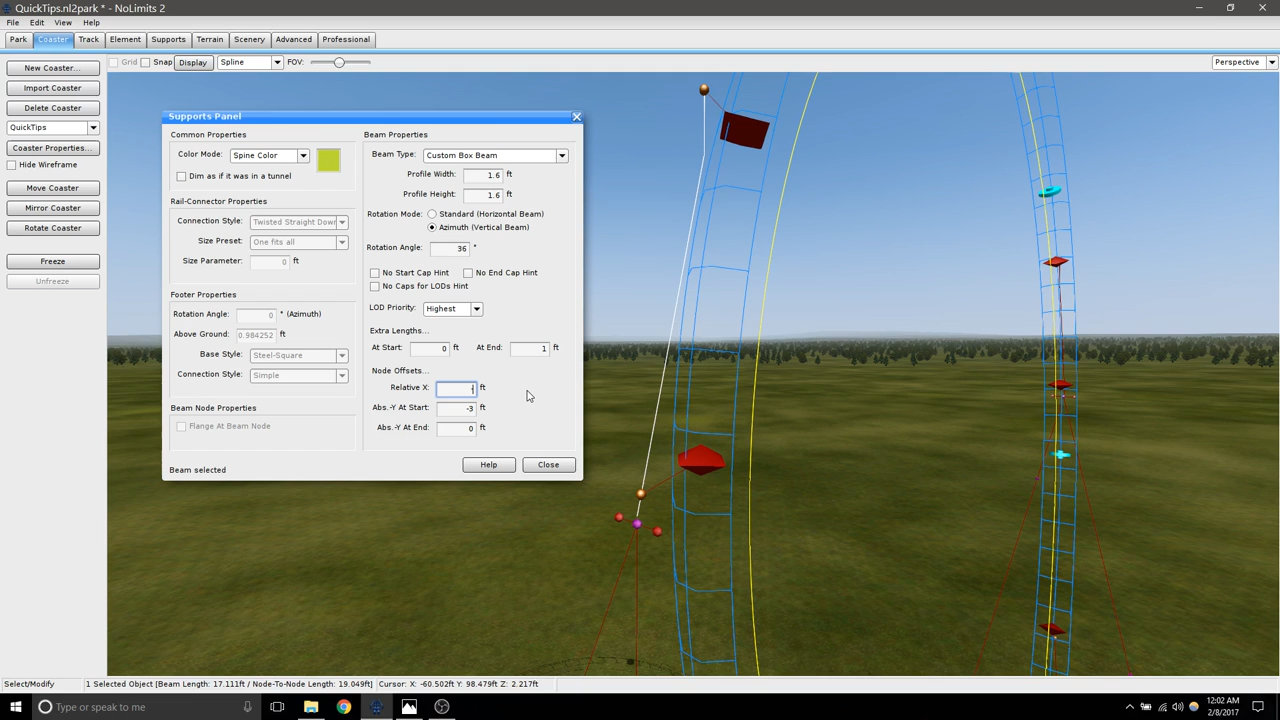 QuickTips.nl2park * - NoLimits 2
File Edit View Help
Park Coaster Track Element Supports Terrain Scenery Advanced Professional
New Coaster... Grid Snap Display Spline FOV: Perspective
Import Coaster
Delete Coaster
QuickTips
Coaster Properties...
Hide Wireframe
Move Coaster
Mirror Coaster
Rotate Coaster
Freeze
Unfreeze
Supports Panel
Common Properties
Color Mode: Spine Color
Dim as if it was in a tunnel
Rail-Connector Properties
Connection Style: Twisted Straight Down
Size Preset: One fits all
Size Parameter: 0 ft
Footer Properties
Rotation Angle: 0 ° (Azimuth)
Above Ground: 0.984252 ft
Base Style: Steel-Square
Connection Style: Simple
Beam Node Properties
Flange At Beam Node
Beam selected
Beam Properties
Beam Type: Custom Box Beam
Profile Width: 1.6 ft
Profile Height: 1.6 ft
Rotation Mode: Standard (Horizontal Beam)
Azimuth (Vertical Beam)
Rotation Angle: 36 °
No Start Cap Hint No End Cap Hint
No Caps for LODs Hint
LOD Priority: Highest
Extra Lengths...
At Start: 0 ft At End: 1 ft
Node Offsets...
Relative X: - ft
Abs.-Y At Start: -3 ft
Abs.-Y At End: 0 ft
Help Close
Select/Modify 1 Selected Object [Beam Length: 17.111ft / Node-To-Node Length: 19.049ft] Cursor: X: -60.502ft Y: 98.479ft Z: 2.217ft
Type here to speak to me
12:02 AM
2/8/2017